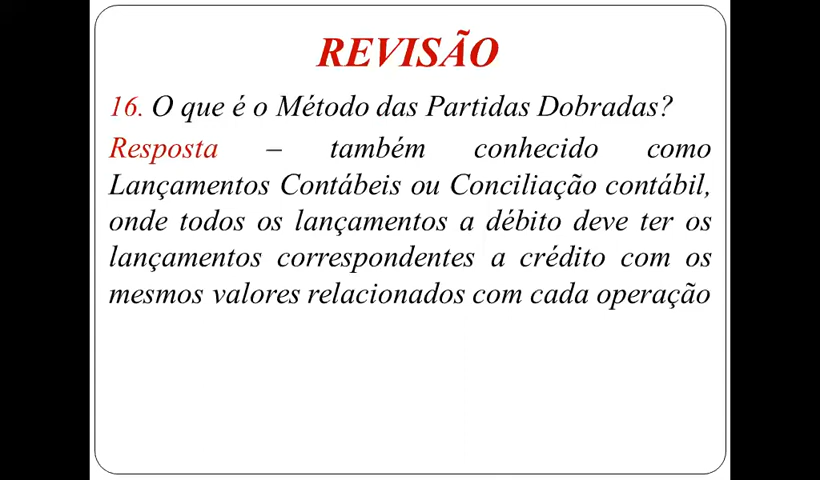 REVISÃO
16. O que é o Método das Partidas Dobradas?
Resposta – também conhecido como
Lançamentos Contábeis ou Conciliação contábil,
onde todos os lançamentos a débito deve ter os
lançamentos correspondentes a crédito com os
mesmos valores relacionados com cada operação